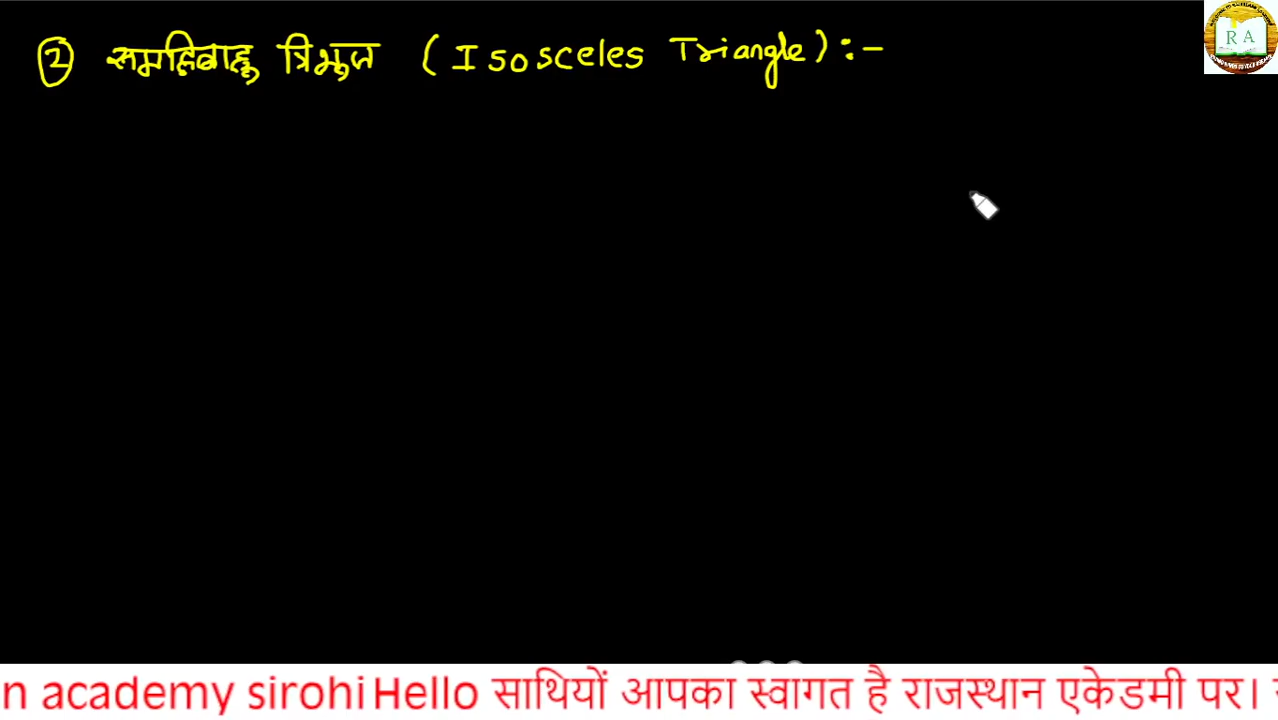 ② समद्विबाहु त्रिभुज ( Isosceles Triangle ) :-
R A
n academy sirohi Hello साथियों आपका स्वागत है राजस्थान एकेडमी पर।